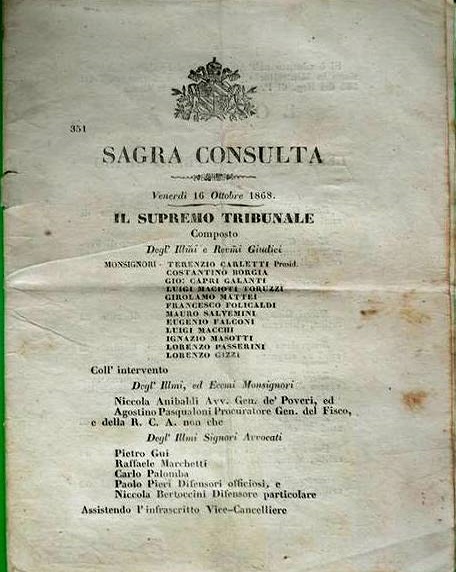 351
SAGRA CONSULTA
Venerdì 16 Ottobre 1868.
IL SUPREMO TRIBUNALE
Composto
Degl' Illmi e Revmi Giudici
MONSIGNORI - TERENZIO CARLETTI Presid.
COSTANTINO BORGIA
GIO: CAPRI GALANTI
LUIGI MACIOTI TORUZZI
GIROLAMO MATTEI
FRANCESCO FOLICALDI
MAURO SALVEMINI
EUGENIO FALCONI
LUIGI MACCHI
IGNAZIO MASOTTI
LORENZO PASSERINI
LORENZO GIZZI
Coll' intervento
Degl' Illmi, ed Eccmi Monsignori
Niccola Anibaldi Avv. Gen. de' Poveri, ed
Agostino Pasqualoni Procuratore Gen. del Fisco,
e della R. C. A. non che
Degl' Illmi Signori Avvocati
Pietro Gui
Raffaele Marchetti
Carlo Palomba
Paolo Pieri Difensori officiosi, e
Niccola Bertoccini Difensore particolare
Assistendo l' infrascritto Vice-Cancelliere